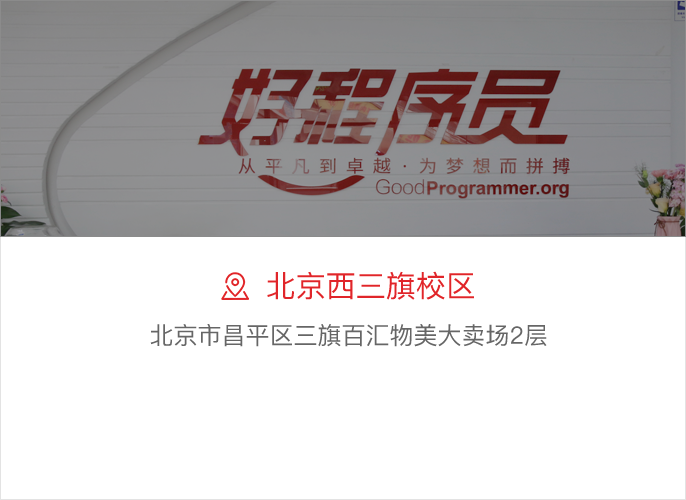 好程序员
从平凡到卓越·为梦想而拼搏
GoodProgrammer.org
北京西三旗校区
北京市昌平区三旗百汇物美大卖场2层